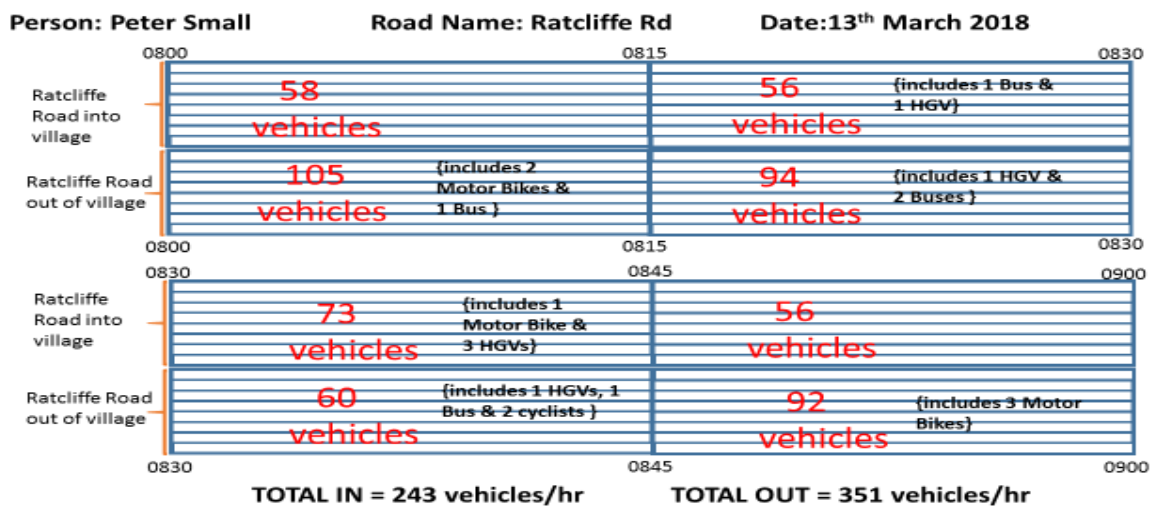 Person: Peter Small Road Name: Ratcliffe Rd Date:13th March 2018
0800 0815 0830
Ratcliffe
Road into
village
58
vehicles
56
vehicles
{includes 1 Bus &
1 HGV}
Ratcliffe Road
out of village
105
vehicles
{includes 2
Motor Bikes &
1 Bus }
94
vehicles
{includes 1 HGV &
2 Buses }
0800 0815 0830
0830 0845 0900
Ratcliffe
Road into
village
73
vehicles
{includes 1
Motor Bike &
3 HGVs}
56
vehicles
Ratcliffe Road
out of village
60
vehicles
{includes 1 HGVs, 1
Bus & 2 cyclists }
92
vehicles
{includes 3 Motor
Bikes}
0830 0845 0900
TOTAL IN = 243 vehicles/hr TOTAL OUT = 351 vehicles/hr